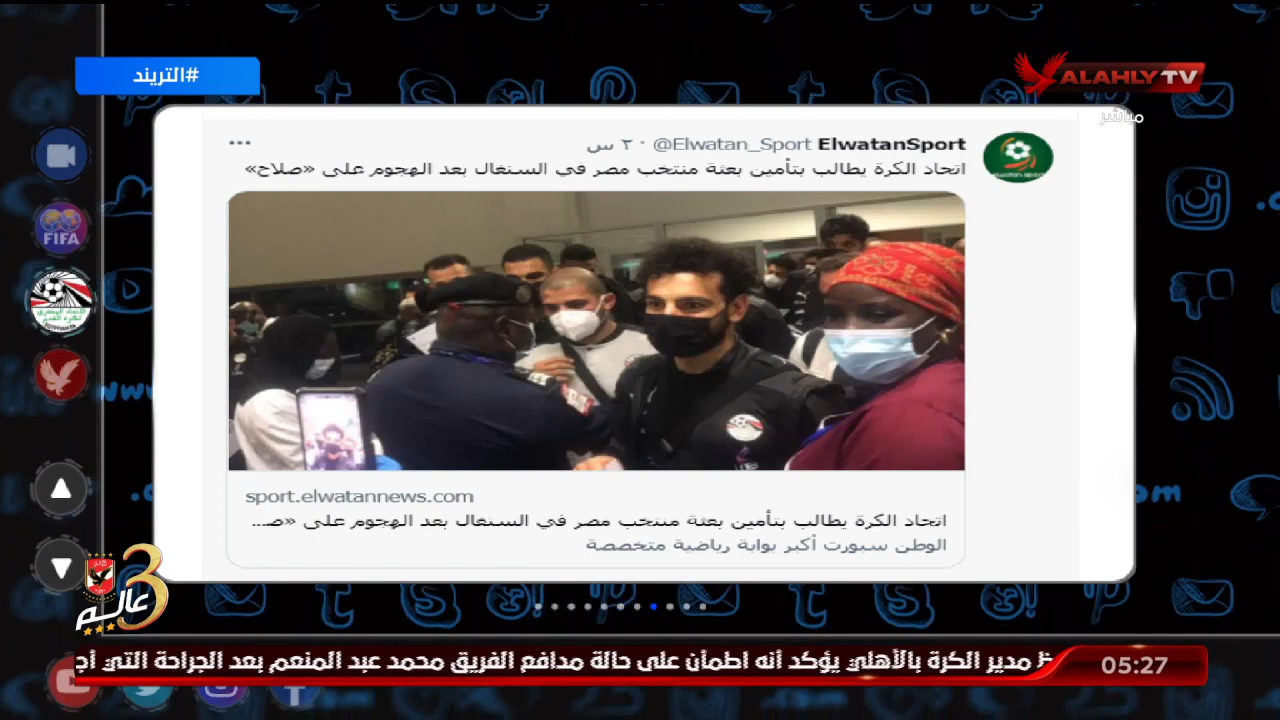 #التريند
ALAHLY TV
مباشر
ElwatanSport @Elwatan_Sport · ٢ س
اتحاد الكرة يطالب بتأمين بعثة منتخب مصر في السنغال بعد الهجوم على «صلاح»
FIFA
sport.elwatannews.com
اتحاد الكرة يطالب بتأمين بعثة منتخب مصر في السنغال بعد الهجوم على «صـ...
الوطن سبورت أكبر بوابة رياضية متخصصة
3 عالم
مدير الكرة بالأهلي يؤكد أنه اطمأن على حالة مدافع الفريق محمد عبد المنعم بعد الجراحة التي
05:27